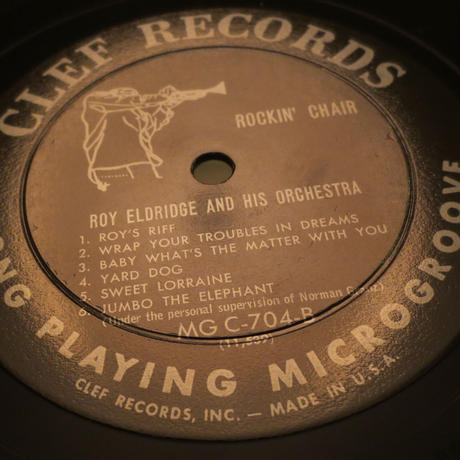 CLEF RECORDS
ROCKIN' CHAIR
ROY ELDRIDGE AND HIS ORCHESTRA
1. ROY'S RIFF
2. WRAP YOUR TROUBLES IN DREAMS
3. BABY WHAT'S THE MATTER WITH YOU
4. YARD DOG
5. SWEET LORRAINE
6. JUMBO THE ELEPHANT
(Under the personal supervision of Norman
MG C-704-B
PLAYING MICROGROOVE
CLEF RECORDS, INC. — MADE IN U.S.A.